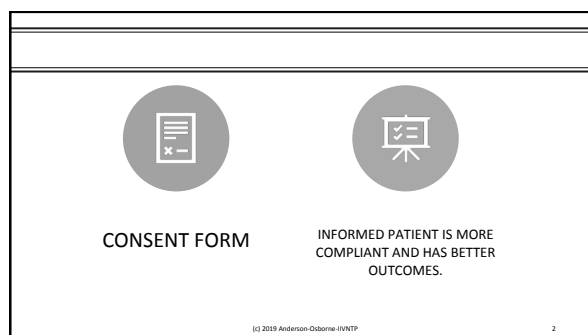 CONSENT FORM
INFORMED PATIENT IS MORE
COMPLIANT AND HAS BETTER
OUTCOMES.
(c) 2019 Anderson-Osborne-IIVNTP
2